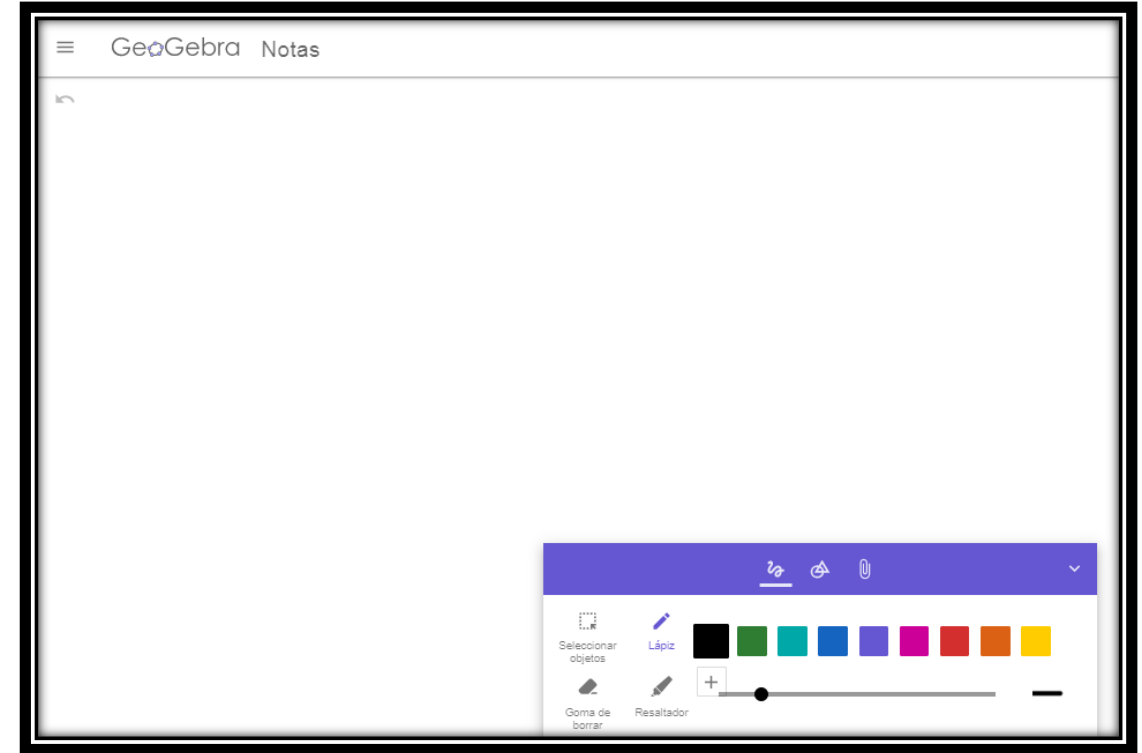 GeoGebra Notas
Seleccionar
objetos
Lápiz
Goma de
borrar
Resaltador